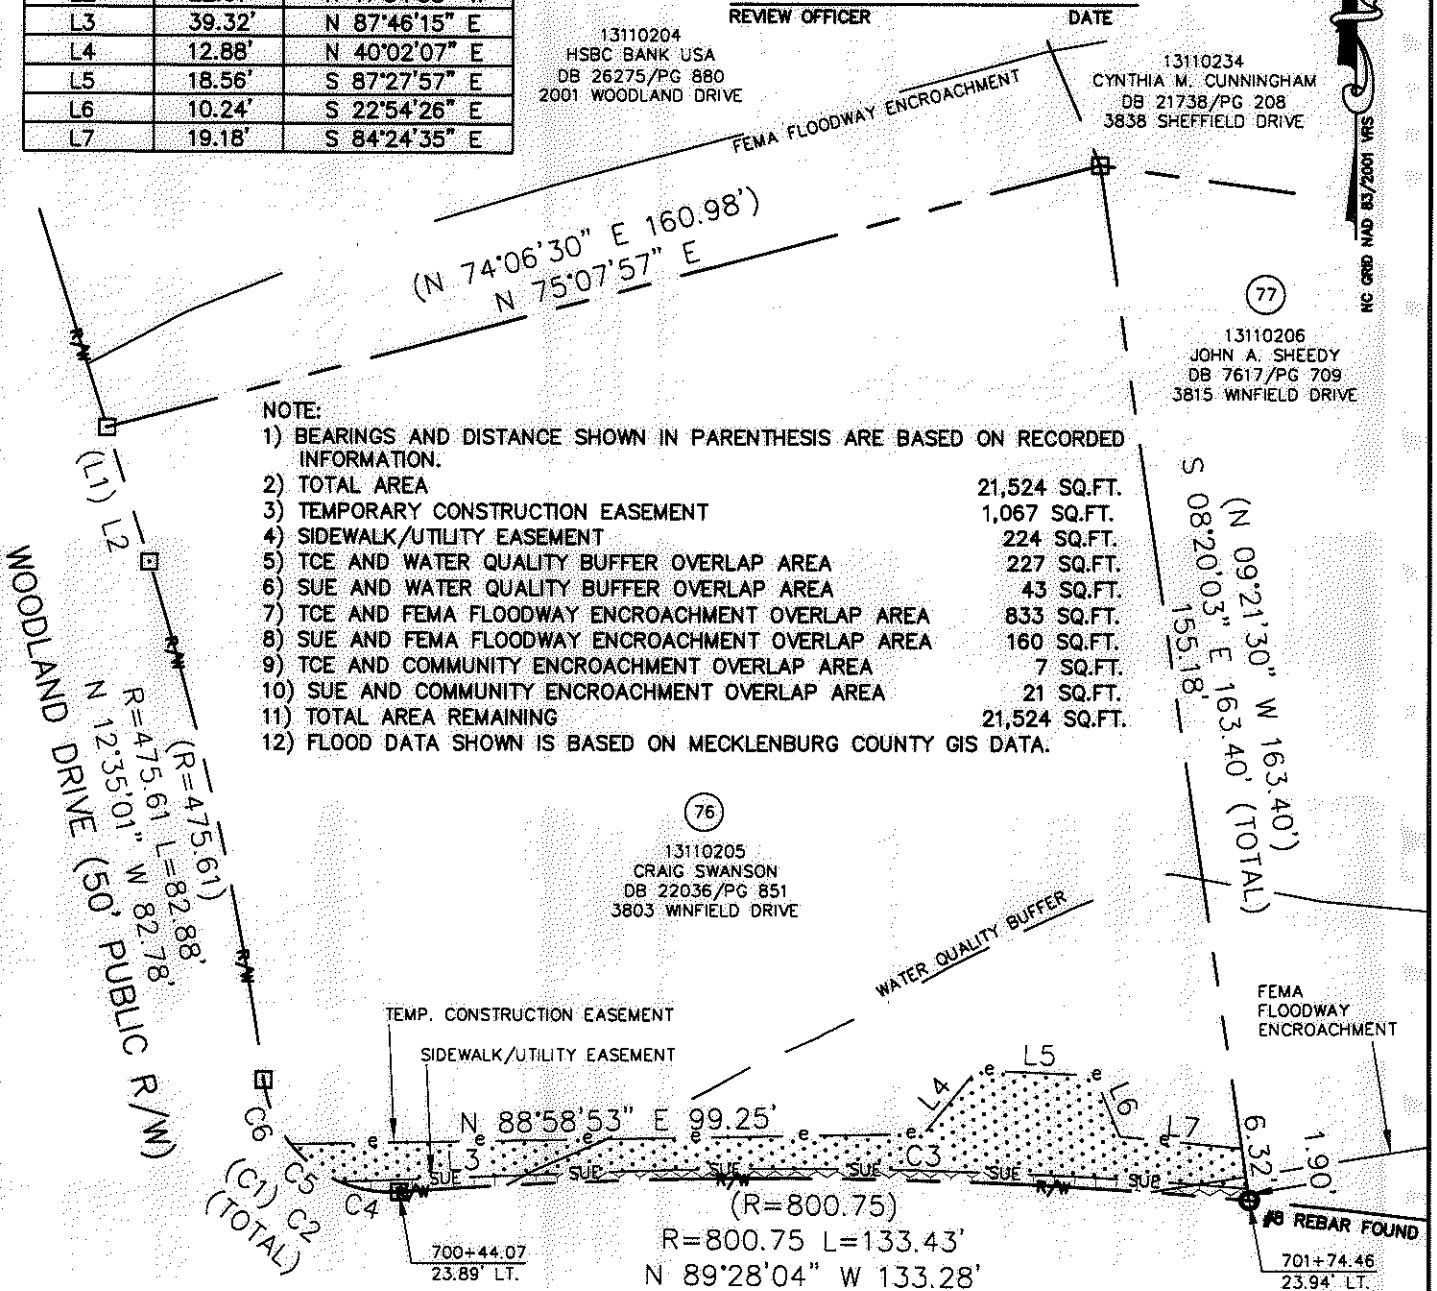 L3 39.32' N 87°46'15" E
L4 12.88' N 40°02'07" E
L5 18.56' S 87°27'57" E
L6 10.24' S 22°54'26" E
L7 19.18' S 84°24'35" E
REVIEW OFFICER DATE
13110204
HSBC BANK USA
DB 26275/PG 880
2001 WOODLAND DRIVE
FEMA FLOODWAY ENCROACHMENT
13110234
CYNTHIA M. CUNNINGHAM
DB 21738/PG 208
3838 SHEFFIELD DRIVE
NC GRID NAD 83/2001 VRS
(N 74°06'30" E 160.98')
N 75°07'57" E
77
13110206
JOHN A. SHEEDY
DB 7617/PG 709
3815 WINFIELD DRIVE
R/W
NOTE:
1) BEARINGS AND DISTANCE SHOWN IN PARENTHESIS ARE BASED ON RECORDED
INFORMATION.
2) TOTAL AREA 21,524 SQ.FT.
3) TEMPORARY CONSTRUCTION EASEMENT 1,067 SQ.FT.
4) SIDEWALK/UTILITY EASEMENT 224 SQ.FT.
5) TCE AND WATER QUALITY BUFFER OVERLAP AREA 227 SQ.FT.
6) SUE AND WATER QUALITY BUFFER OVERLAP AREA 43 SQ.FT.
7) TCE AND FEMA FLOODWAY ENCROACHMENT OVERLAP AREA 833 SQ.FT.
8) SUE AND FEMA FLOODWAY ENCROACHMENT OVERLAP AREA 160 SQ.FT.
9) TCE AND COMMUNITY ENCROACHMENT OVERLAP AREA 7 SQ.FT.
10) SUE AND COMMUNITY ENCROACHMENT OVERLAP AREA 21 SQ.FT.
11) TOTAL AREA REMAINING 21,524 SQ.FT.
12) FLOOD DATA SHOWN IS BASED ON MECKLENBURG COUNTY GIS DATA.
(L1) L2
R/W
WOODLAND DRIVE (50' PUBLIC R/W)
(R=475.61)
R=475.61 L=82.88'
N 12°35'01" W 82.78'
R/W
(N 09°21'30" W 163.40')
S 08°20'03" E 163.40' (TOTAL)
155.18'
76
13110205
CRAIG SWANSON
DB 22036/PG 851
3803 WINFIELD DRIVE
WATER QUALITY BUFFER
FEMA
FLOODWAY
ENCROACHMENT
TEMP. CONSTRUCTION EASEMENT
SIDEWALK/UTILITY EASEMENT
L4 e L5 e L6
N 88°58'53" E 99.25'
e e e e e e L7
C6 C5 C4
(C1) C2
(TOTAL)
L3 C3
SUE SUE SUE SUE SUE SUE
R/W R/W R/W
6.32'
1.90'
#8 REBAR FOUND
(R=800.75)
R=800.75 L=133.43'
N 89°28'04" W 133.28'
700+44.07
23.89' LT.
701+74.46
23.94' LT.